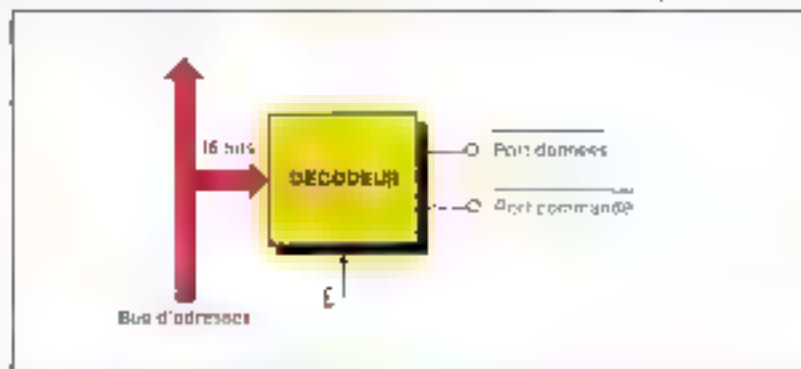 16 bits
DECODEUR
Port données
Port commande
E
Bus d'adresses